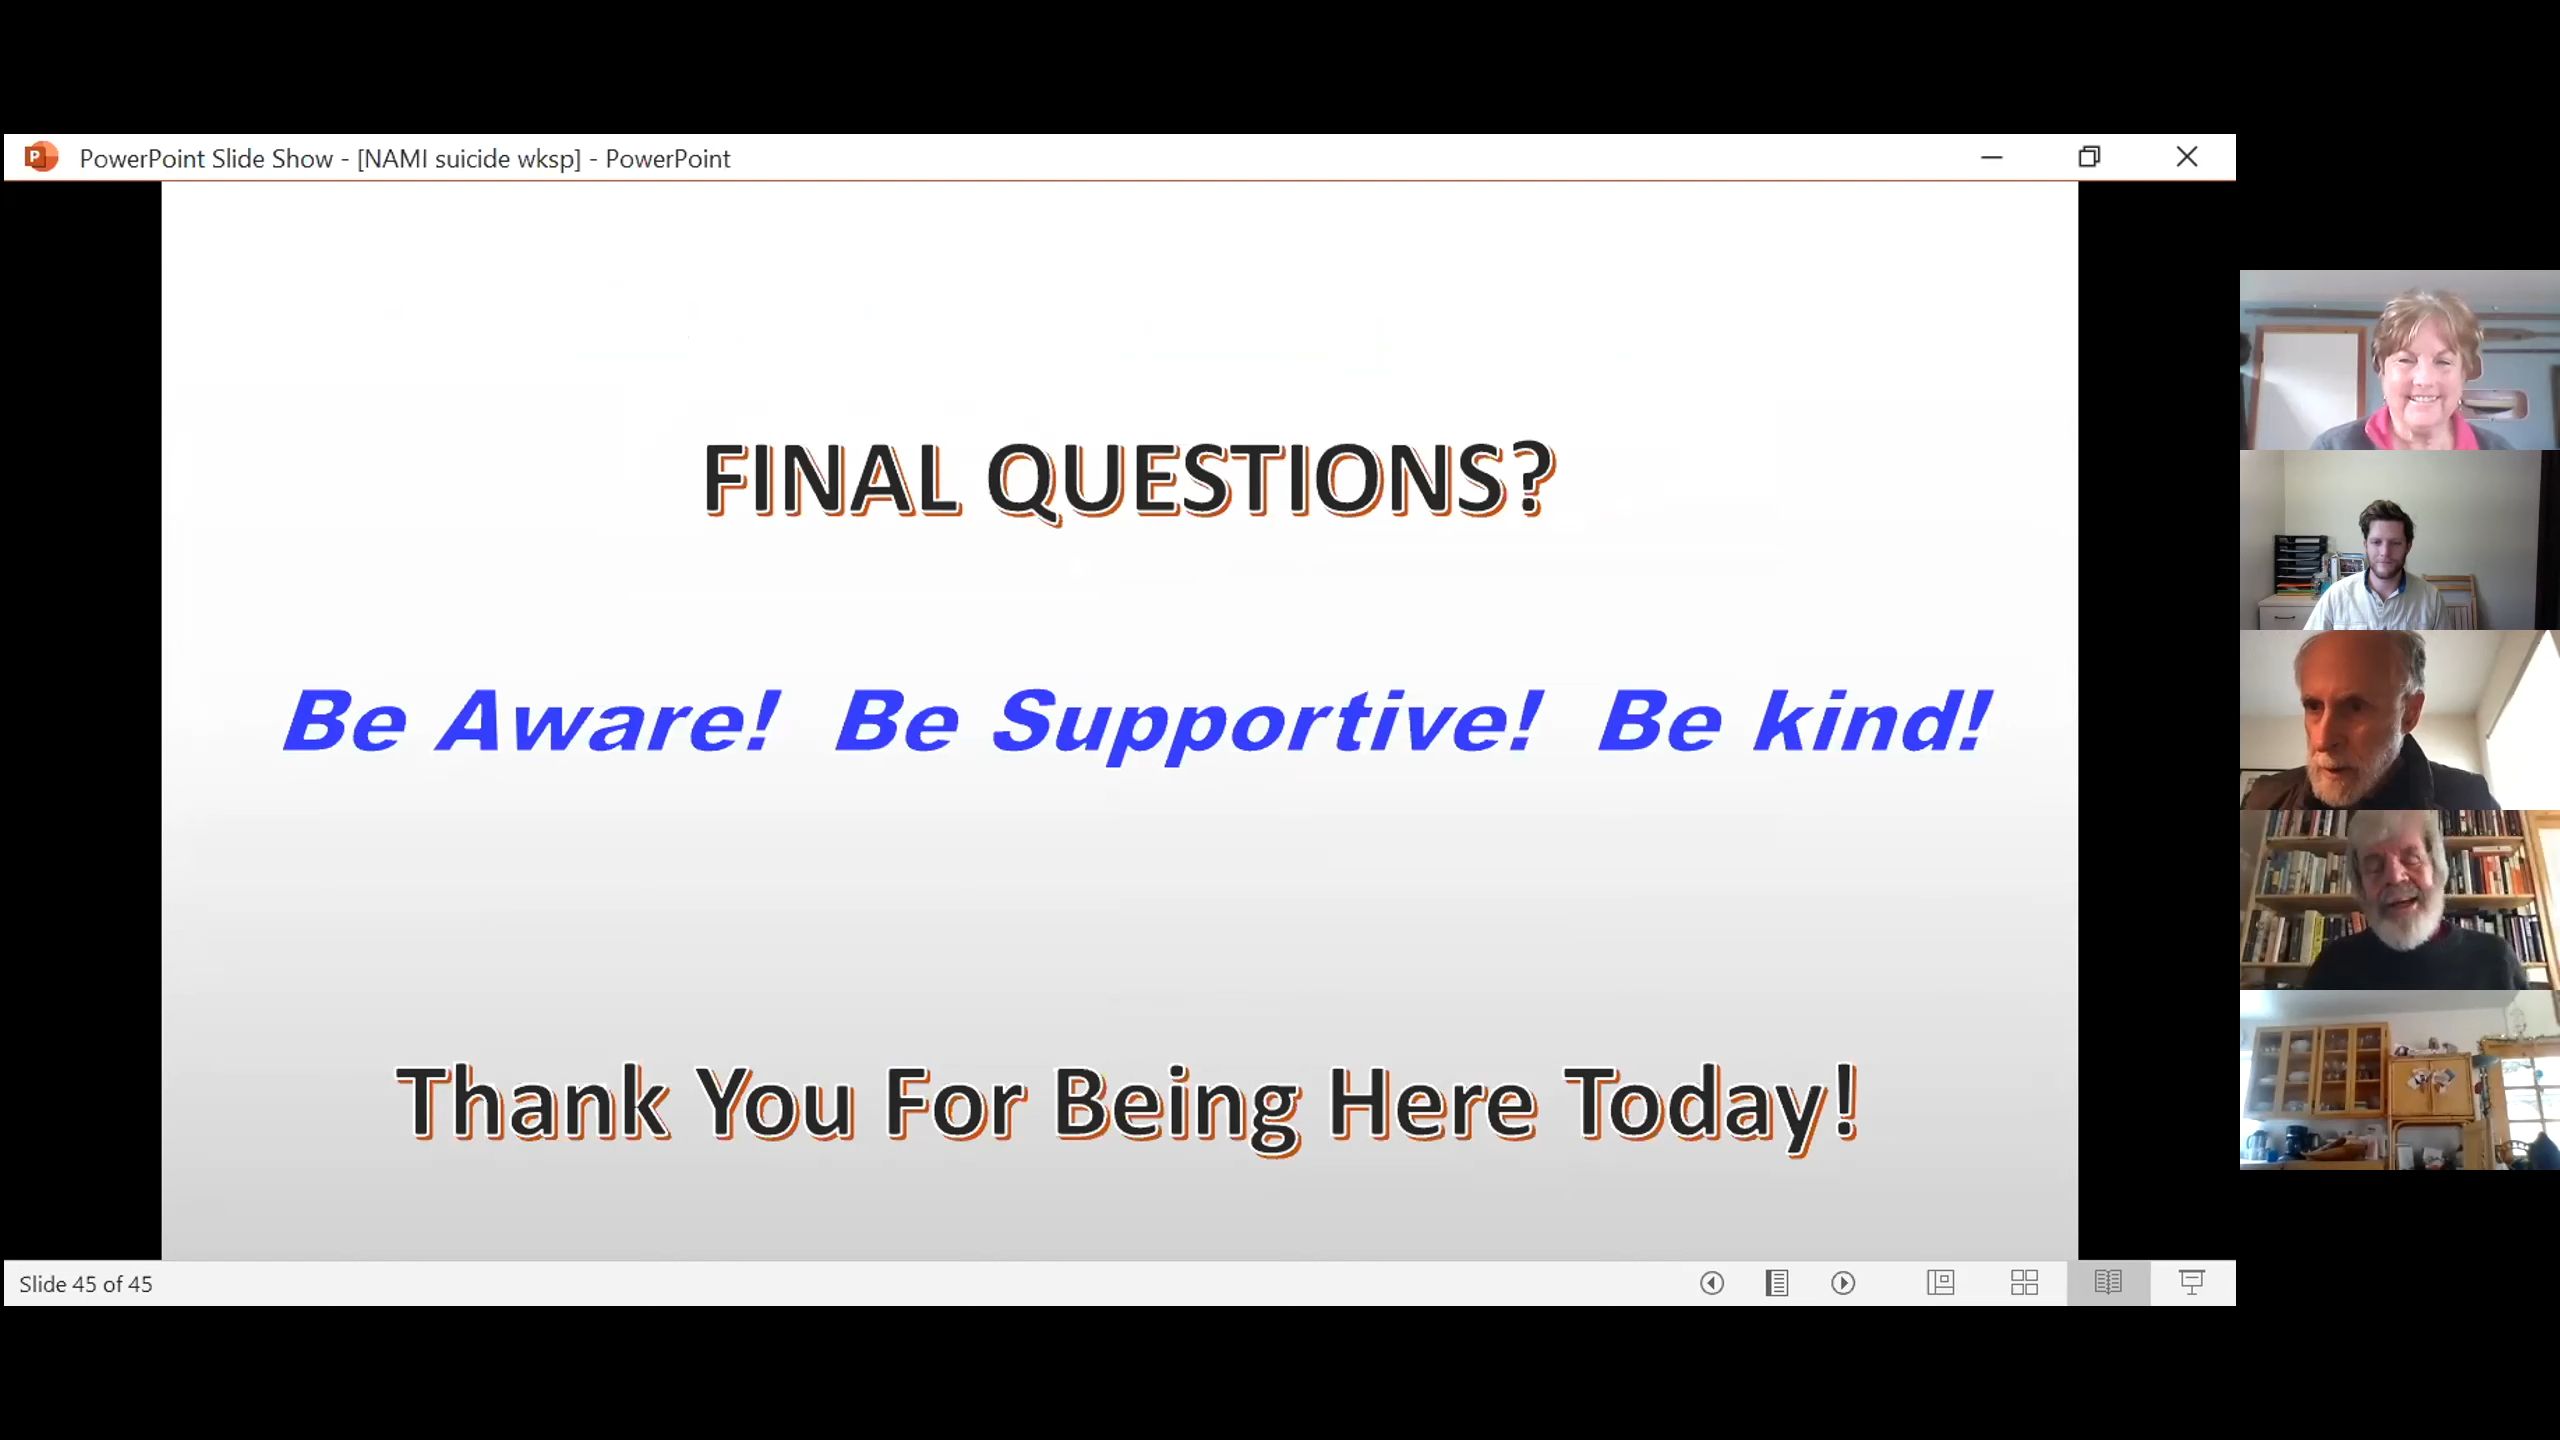 PowerPoint Slide Show - [NAMI suicide wksp] - PowerPoint
FINAL QUESTIONS?
Be Aware! Be Supportive! Be kind!
Thank You For Being Here Today!
Slide 45 of 45